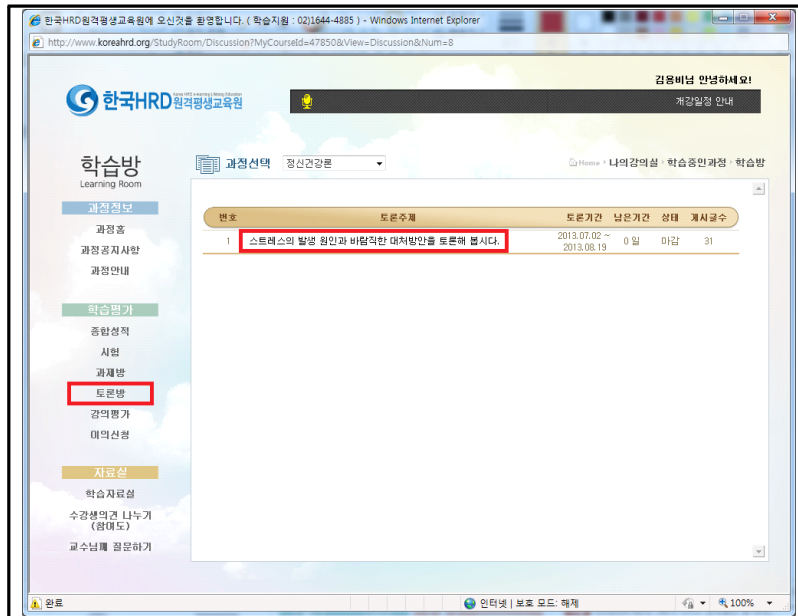 한국HRD원격평생교육원에 오신것을 환영합니다. ( 학습지원 : 02)1644-4885 ) - Windows Internet Explorer
http://www.koreahrd.org/StudyRoom/Discussion?MyCourseId=47850&View=Discussion&Num=8
김용비님 안녕하세요!
한국HRD원격평생교육원
개강일정 안내
학습방
Learning Room
과정선택 정신건강론
Home > 나의강의실 > 학습중인과정 > 학습방
과정정보
과정홈
과정공지사항
과정안내
학습평가
종합성적
시험
과제방
토론방
강의평가
이의신청
자료실
학습자료실
수강생의견 나누기
(참여도)
교수님께 질문하기
번호 토론주제 토론기간 남은기간 상태 게시글수
1 스트레스의 발생 원인과 바람직한 대처방안을 토론해 봅시다. 2013.07.02 ~ 0 일 마감 31
2013.08.19
완료 인터넷 | 보호 모드: 해제 100%